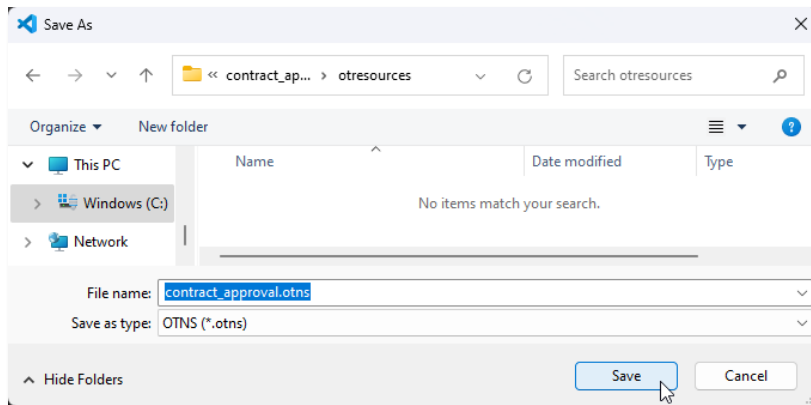 Save As
« contract_ap... › otresources
Search otresources
Organize
New folder
This PC
Name
Date modified
Type
Windows (C:)
No items match your search.
Network
File name: contract_approval.otns
Save as type: OTNS (*.otns)
Hide Folders
Save
Cancel